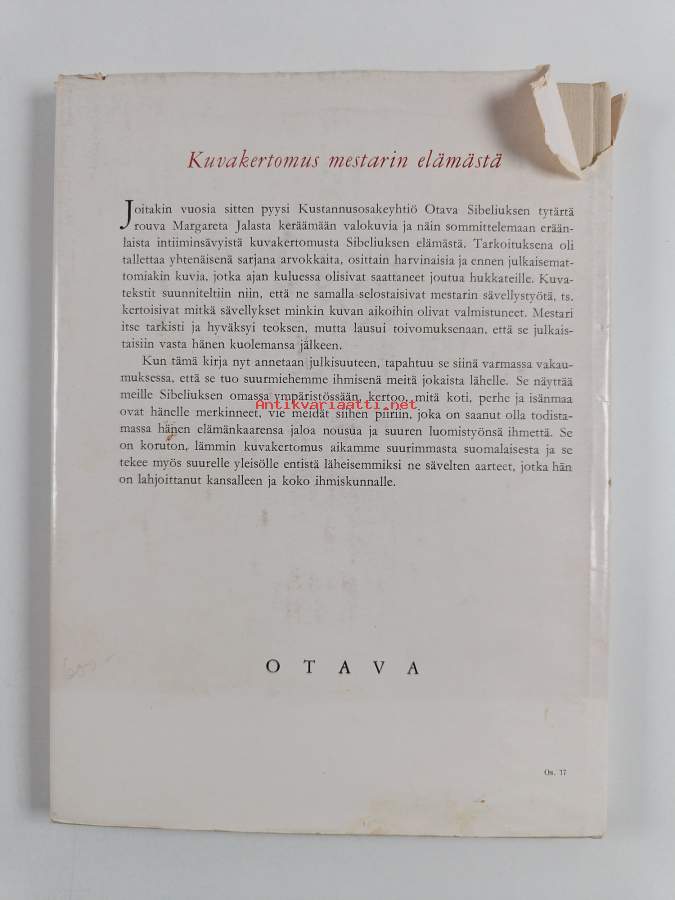 Kuvakertomus mestarin elämästä
Joitakin vuosia sitten pyysi Kustannusosakeyhtiö Otava Sibeliuksen tytärtä
rouva Margareta Jalasta keräämään valokuvia ja näin sommittelemaan erään-
laista intiiminsävyistä kuvakertomusta Sibeliuksen elämästä. Tarkoituksena oli
tallettaa yhtenäisenä sarjana arvokkaita, osittain harvinaisia ja ennen julkaisemat-
tomiakin kuvia, jotka ajan kuluessa olisivat saattaneet joutua hukkateille. Kuva-
tekstit suunniteltiin niin, että ne samalla selostaisivat mestarin sävellystyötä, ts.
kertoisivat mitkä sävellykset minkin kuvan aikoihin olivat valmistuneet. Mestari
itse tarkisti ja hyväksyi teoksen, mutta lausui toivomuksenaan, että se julkais-
taisiin vasta hänen kuolemansa jälkeen.
Kun tämä kirja nyt annetaan julkisuuteen, tapahtuu se siinä varmassa vakau-
muksessa, että se tuo suurmiehemme ihmisenä meitä jokaista lähelle. Se näyttää
meille Sibeliuksen omassa ympäristössään, kertoo, mitä koti, perhe ja isänmaa
Antikvariaatti.net
ovat hänelle merkinneet, vie meidät siihen piiriin, joka on saanut olla todista-
massa hänen elämänkaarensa jaloa nousua ja suuren luomistyönsä ihmettä. Se
on koruton, lämmin kuvakertomus aikamme suurimmasta suomalaisesta ja se
tekee myös suurelle yleisölle entistä läheisemmiksi ne sävelten aarteet, jotka hän
on lahjoittanut kansalleen ja koko ihmiskunnalle.
OTAVA
Os. 17